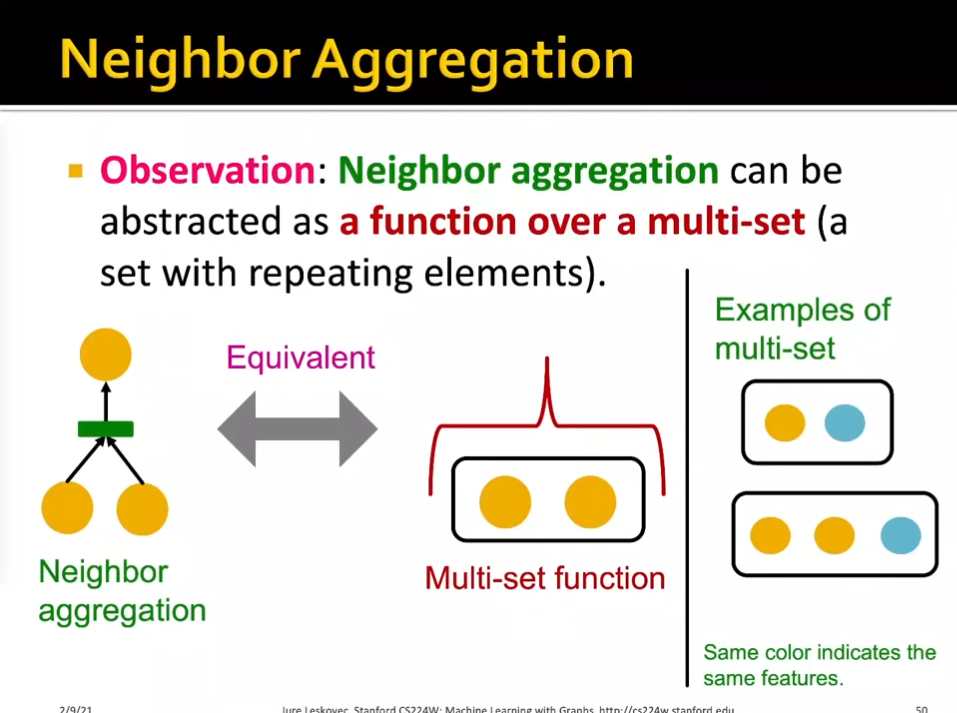 Neighbor Aggregation
Observation: Neighbor aggregation can be
abstracted as a function over a multi-set (a
set with repeating elements).
Equivalent
Neighbor
aggregation
Multi-set function
Examples of
multi-set
Same color indicates the
same features.
2/9/21
Jure Leskovec, Stanford CS224W: Machine Learning with Graphs, http://cs224w.stanford.edu
50